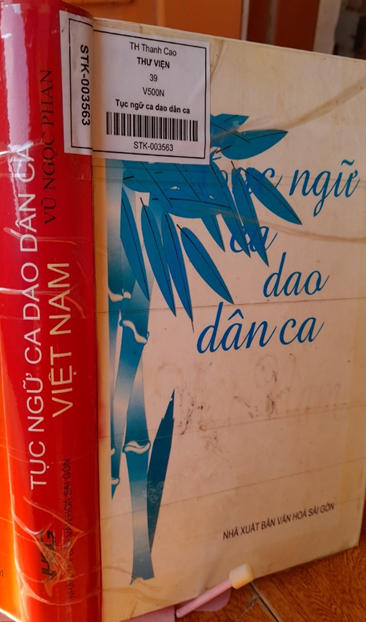 TH Thanh Cao
THƯ VIỆN
39
V500N
Tục ngữ ca dao dân ca
STK-003563
STK-003563
ngữ
ca
dao
dân ca
NHÀ XUẤT BẢN VĂN HOÁ SÀI GÒN
VŨ NGỌC PHAN
TỤC NGỮ CA DAO DÂN CA
VIỆT NAM